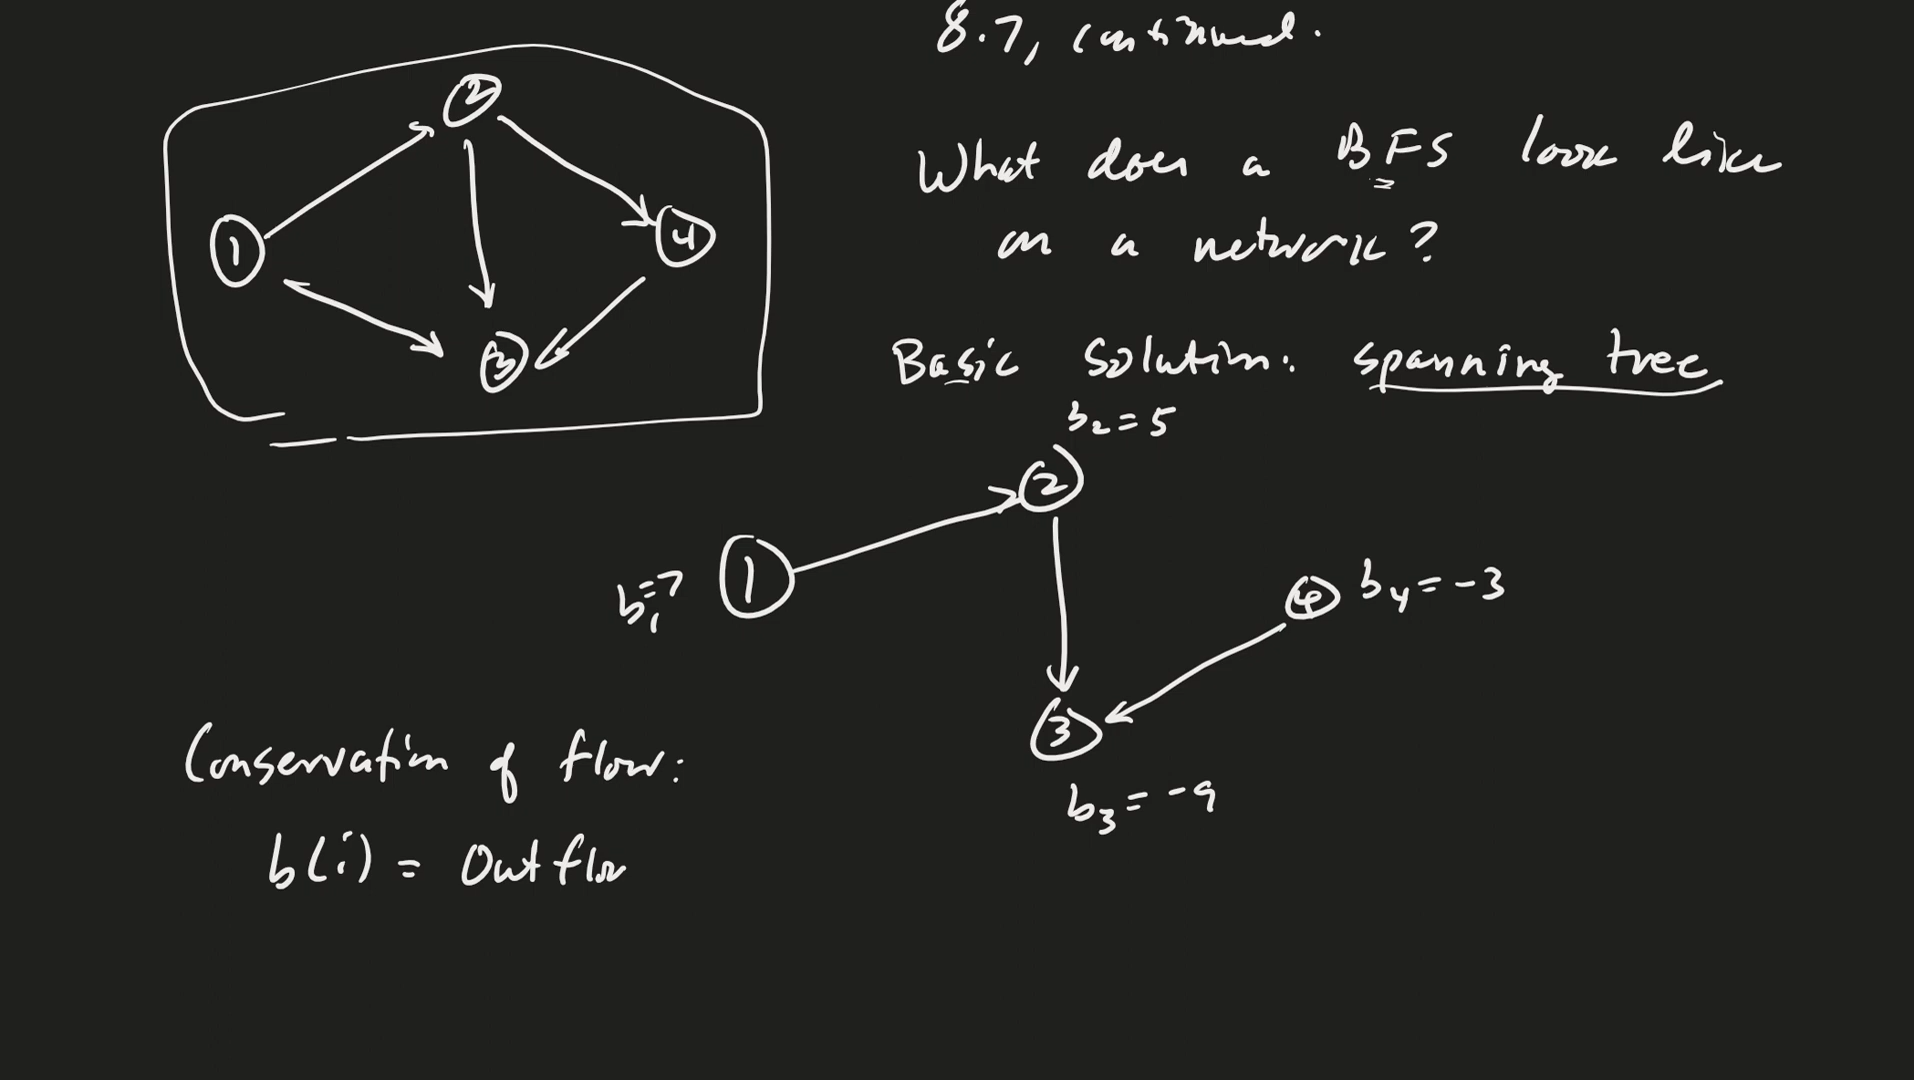 8.7, continued.
What does a BFS look like
on a network?
Basic Solution: spanning tree
2
1
4
3
b₂ = 5
2
1
b₁ = 7
4
b₄ = -3
3
b₃ = -9
Conservation of flow:
b(i) = Outflow